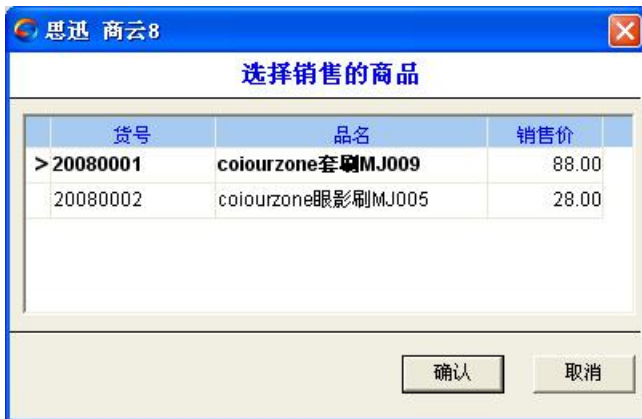 思迅 商云8
选择销售的商品
货号 品名 销售价
>20080001 coiourzone套刷MJ009 88.00
20080002 coiourzone眼影刷MJ005 28.00
确认 取消